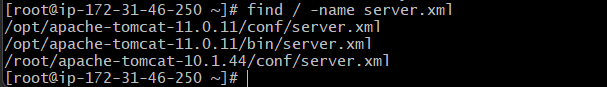 [root@ip-172-31-46-250 ~]# find / -name server.xml
/opt/apache-tomcat-11.0.11/conf/server.xml
/opt/apache-tomcat-11.0.11/bin/server.xml
/root/apache-tomcat-10.1.44/conf/server.xml
[root@ip-172-31-46-250 ~]#